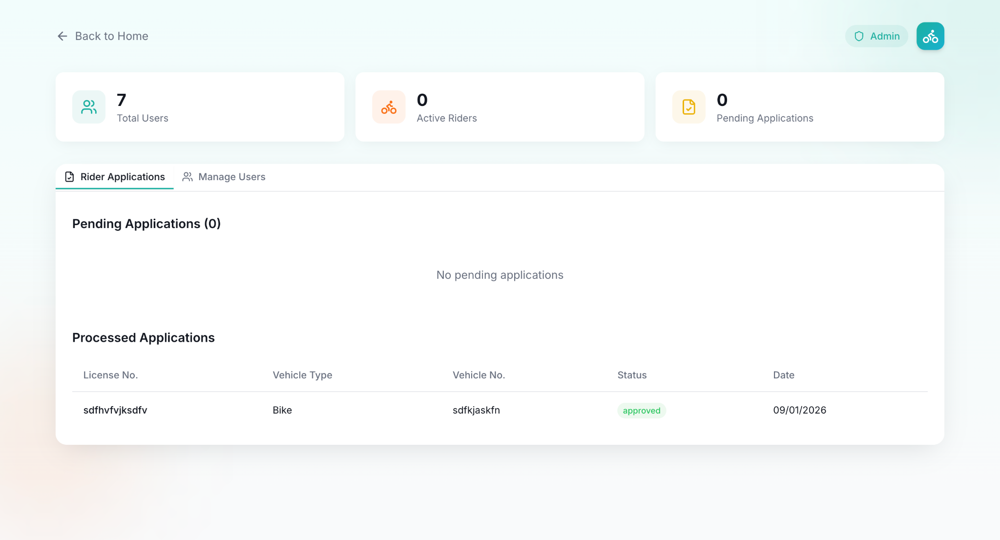 Back to Home
Admin
7
Total Users
0
Active Riders
0
Pending Applications
Rider Applications
Manage Users
Pending Applications (0)
No pending applications
Processed Applications
License No. Vehicle Type Vehicle No. Status Date
sdfhvfvjksdfv Bike sdfkjaskfn approved 09/01/2026